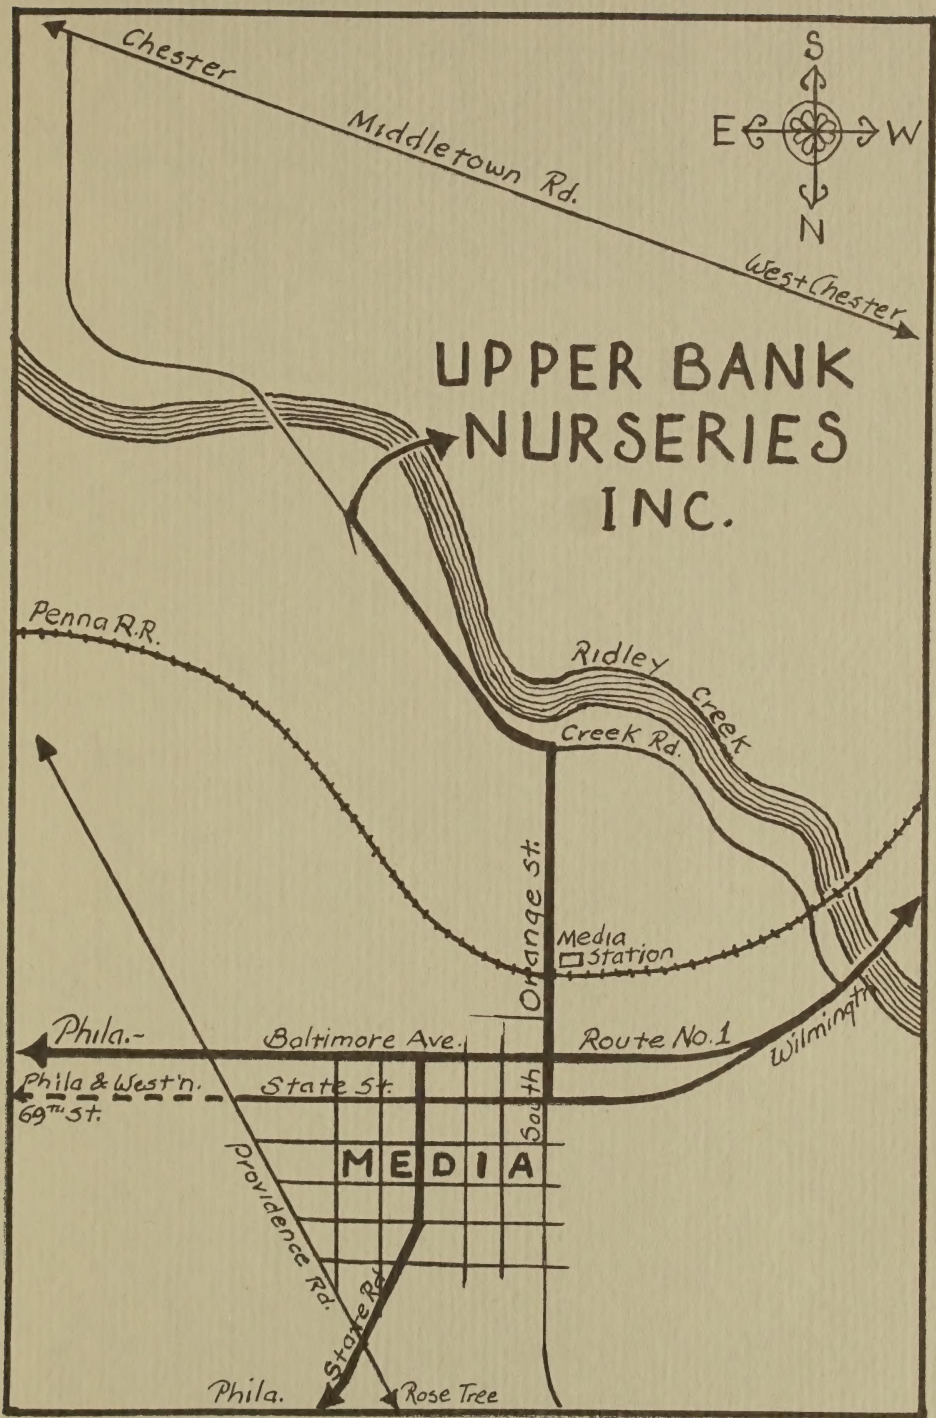 S
E W
N
Chester
Middletown Rd.
West Chester
UPPER BANK
NURSERIES
INC.
Penna R.R.
Ridley
Creek
Creek Rd.
South Orange St.
Media
Station
Phila.-
Baltimore Ave.
Route No. 1
Wilmingtn
Phila & West'n.
69TH St.
State St.
MEDIA
Providence Rd.
State Rd.
Phila.
Rose Tree